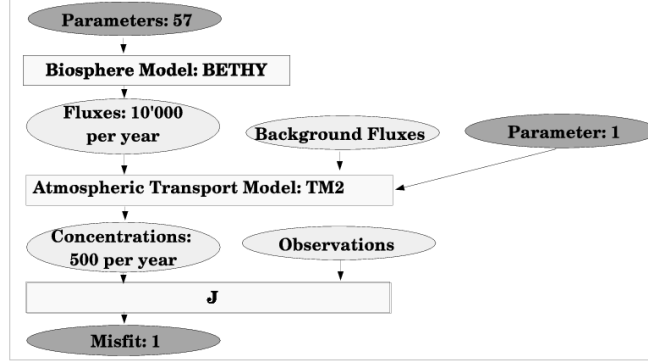 Parameters: 57
Biosphere Model: BETHY
Fluxes: 10'000
per year
Background Fluxes
Parameter: 1
Atmospheric Transport Model: TM2
Concentrations:
500 per year
Observations
J
Misfit: 1